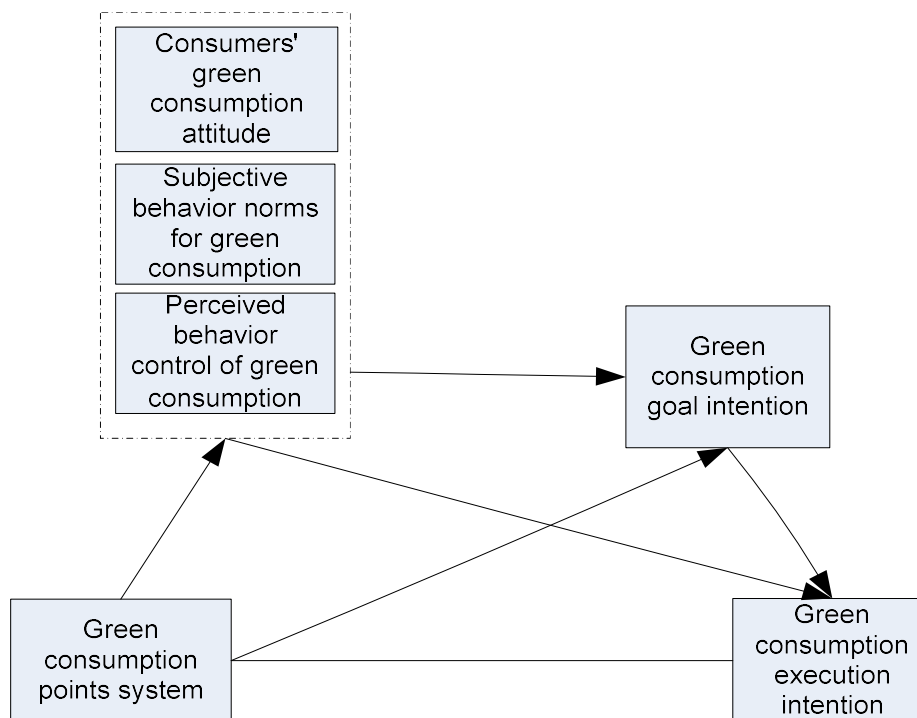 Consumers'
green
consumption
attitude
Subjective
behavior norms
for green
consumption
Perceived
behavior
control of green
consumption
Green
consumption
goal intention
Green
consumption
points system
Green
consumption
execution
intention